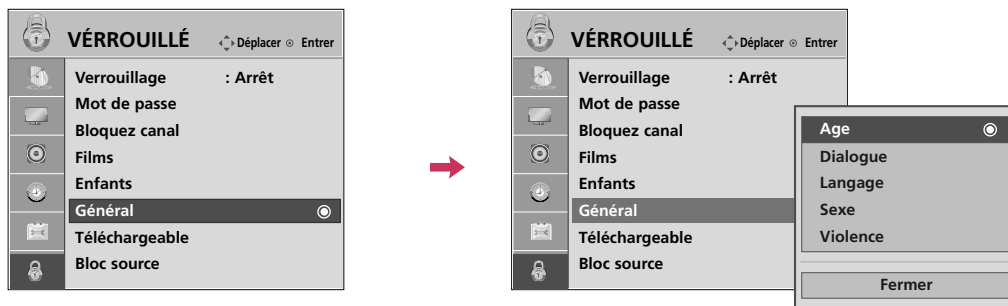 VÉRROUILLÉ Déplacer Entrer
Verrouillage : Arrêt
Mot de passe
Bloquez canal
Films
Enfants
Général
Téléchargeable
Bloc source
VÉRROUILLÉ Déplacer Entrer
Verrouillage : Arrêt
Mot de passe
Bloquez canal
Films
Enfants
Général
Téléchargeable
Bloc source
Age
Dialogue
Langage
Sexe
Violence
Fermer